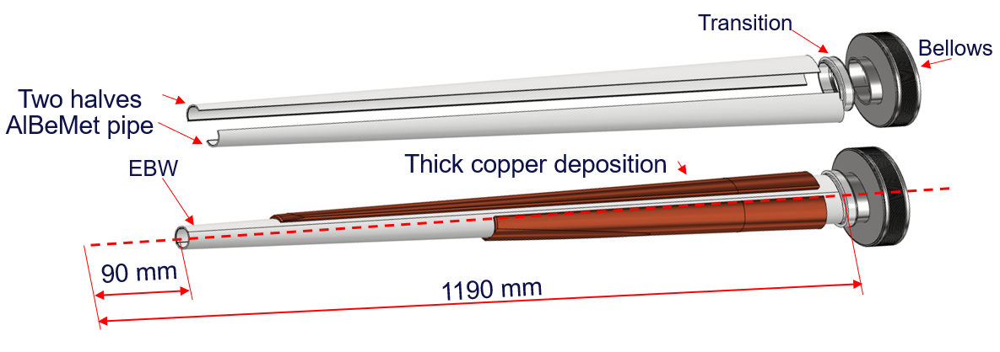 Transition
Bellows
Two halves
AlBeMet pipe
EBW
Thick copper deposition
90 mm
1190 mm